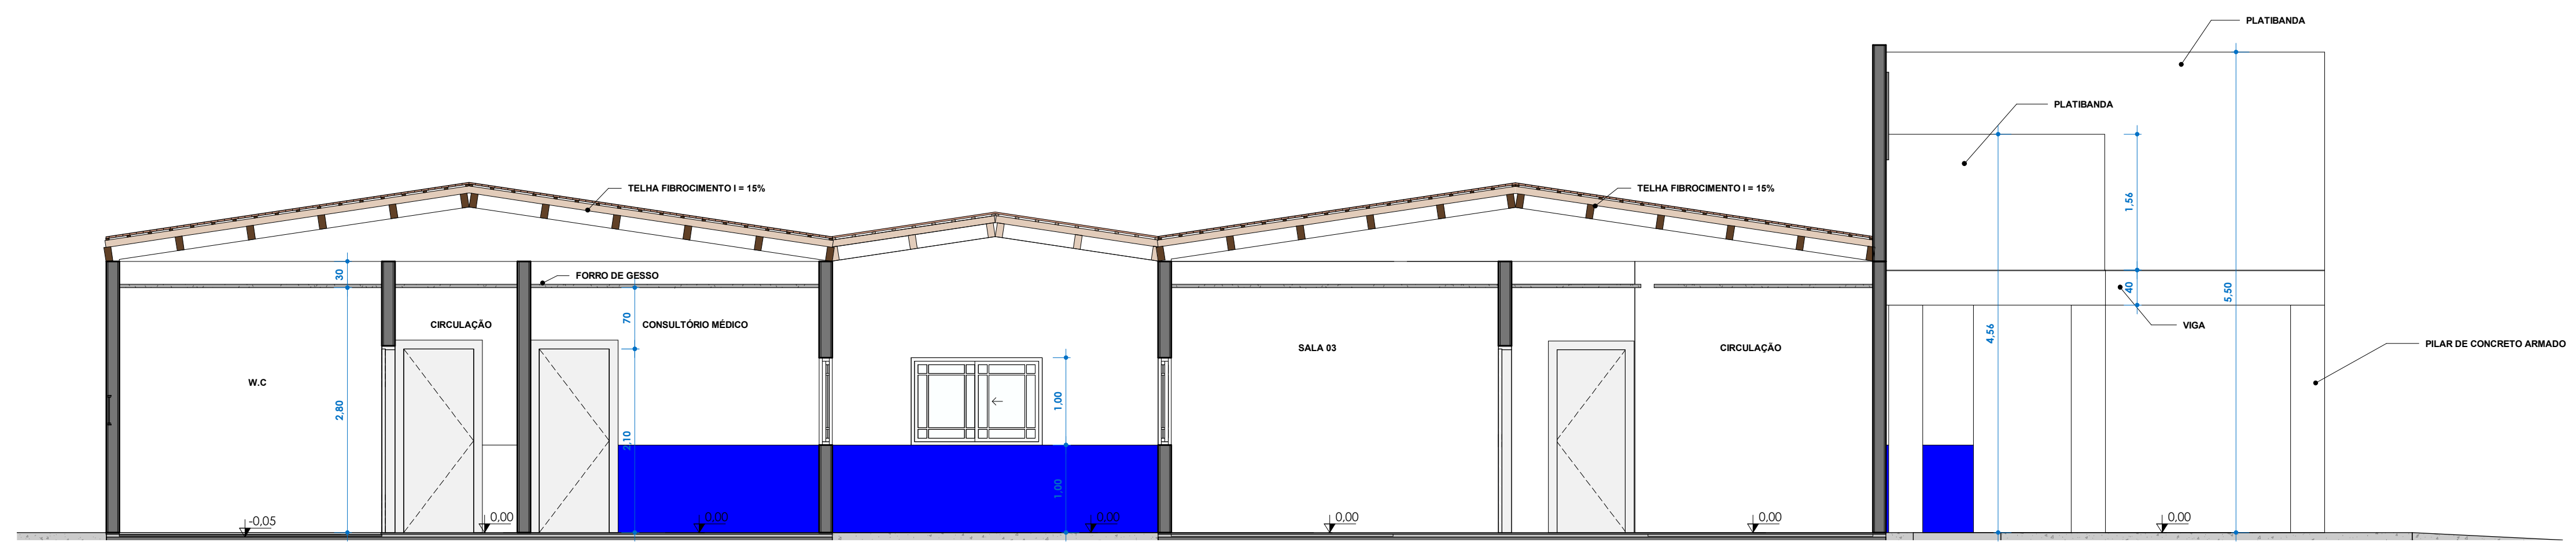 PLATIBANDA
PLATIBANDA
TELHA FIBROCIMENTO I = 15%
TELHA FIBROCIMENTO I = 15%
1,56
30
FORRO DE GESSO
40
5,50
70
CIRCULAÇÃO
CONSULTÓRIO MÉDICO
VIGA
4,56
SALA 03
CIRCULAÇÃO
PILAR DE CONCRETO ARMADO
W.C
2,80
1,00
2,10
1,00
-0,05
0,00
0,00
0,00
0,00
0,00
0,00